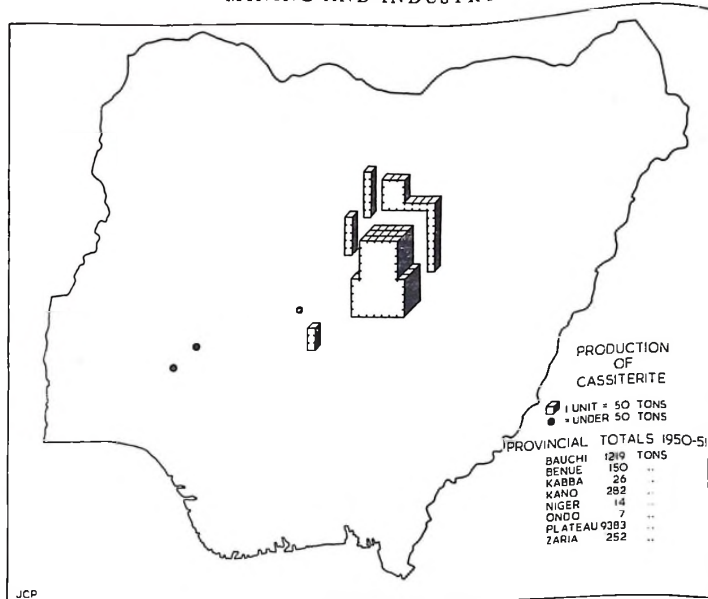 PRODUCTION
OF
CASSITERITE
1 UNIT = 50 TONS
= UNDER 50 TONS
PROVINCIAL TOTALS 1950-51
BAUCHI 1219 TONS
BENUE 150 "
KABBA 26 "
KANO 282 "
NIGER 14 "
ONDO 7 "
PLATEAU 9383 "
ZARIA 252 "
JCP